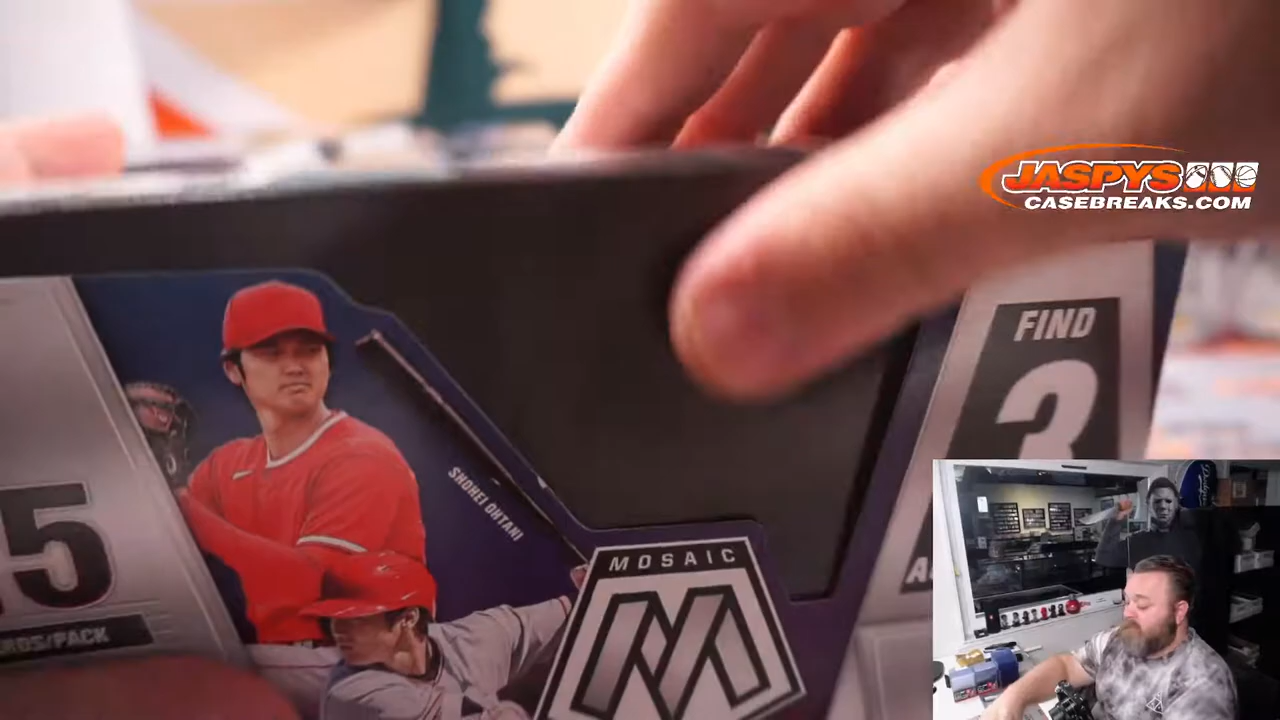 JASPYS
CASEBREAKS.COM
FIND
3
SHOHEI OHTANI
5
MOSAIC
M